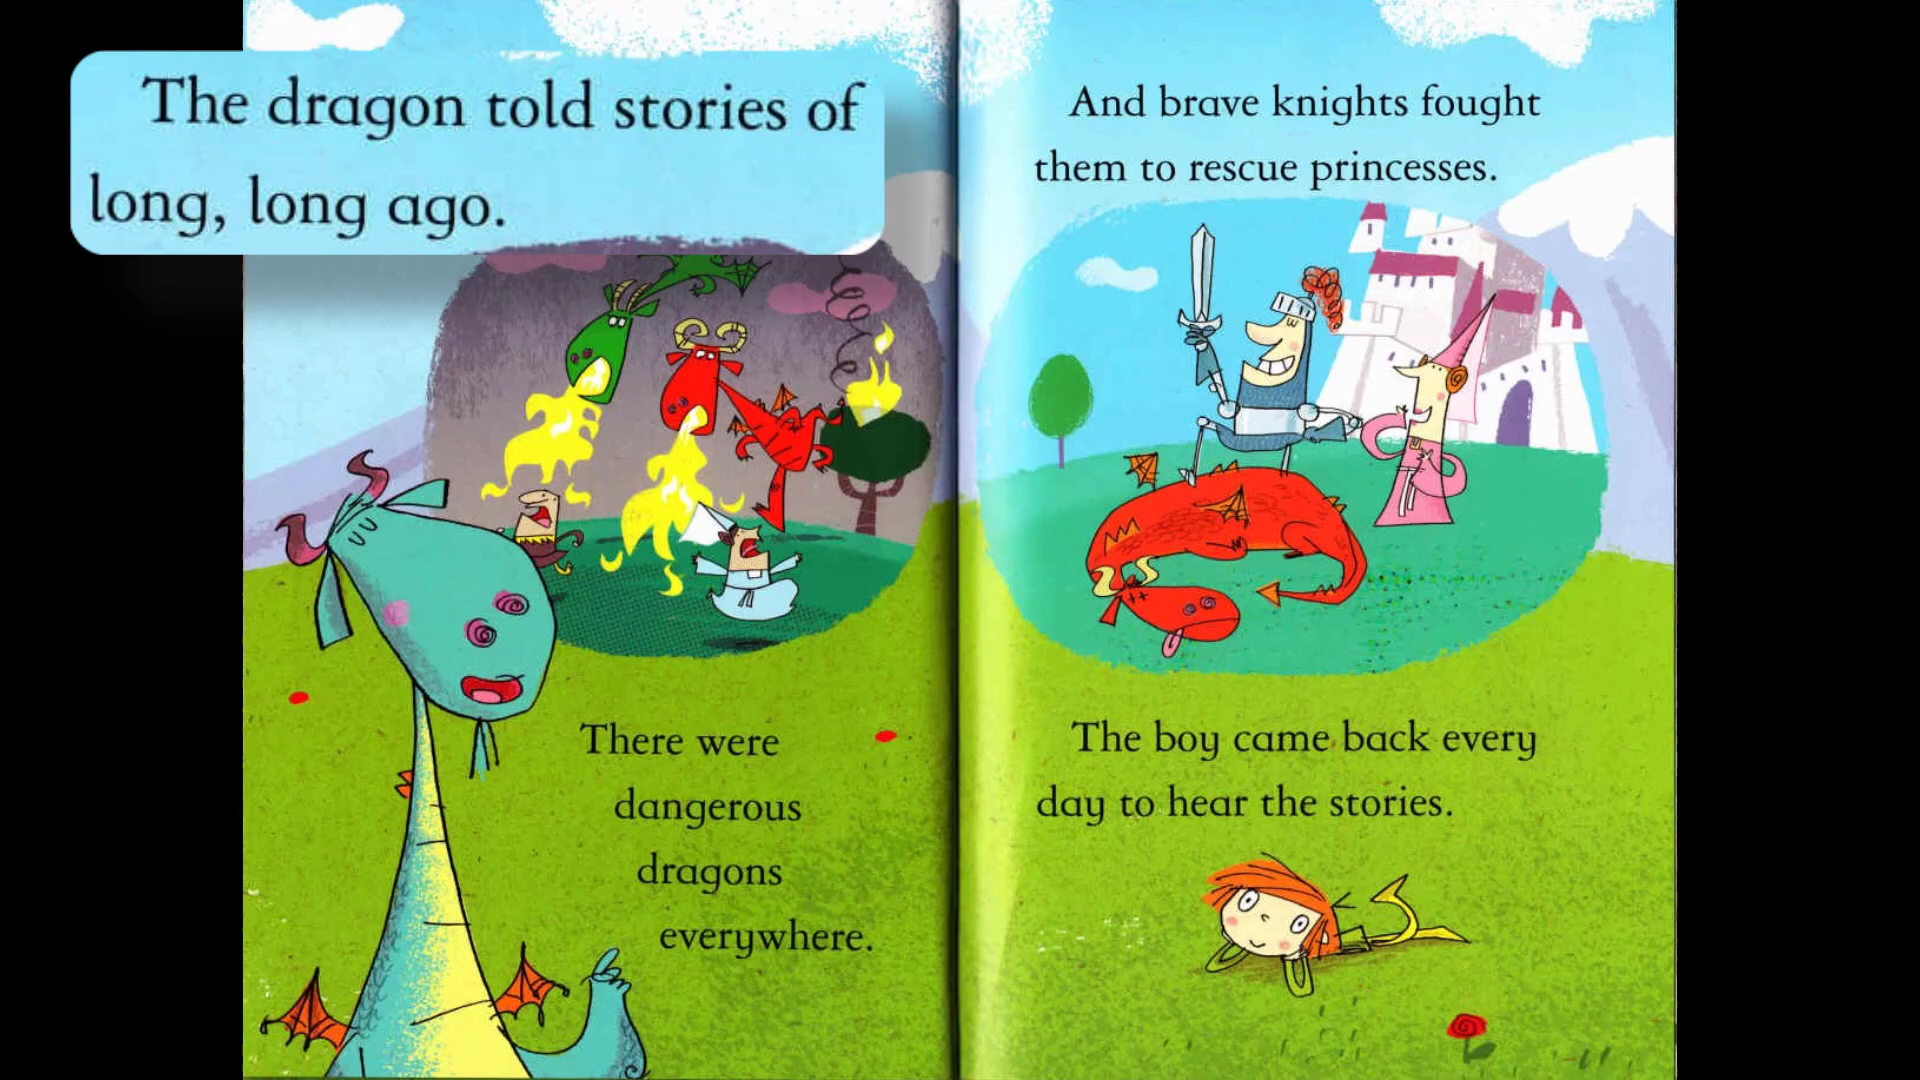 The dragon told stories of
long, long ago.
There were
dangerous
dragons
everywhere.
And brave knights fought
them to rescue princesses.
The boy came back every
day to hear the stories.